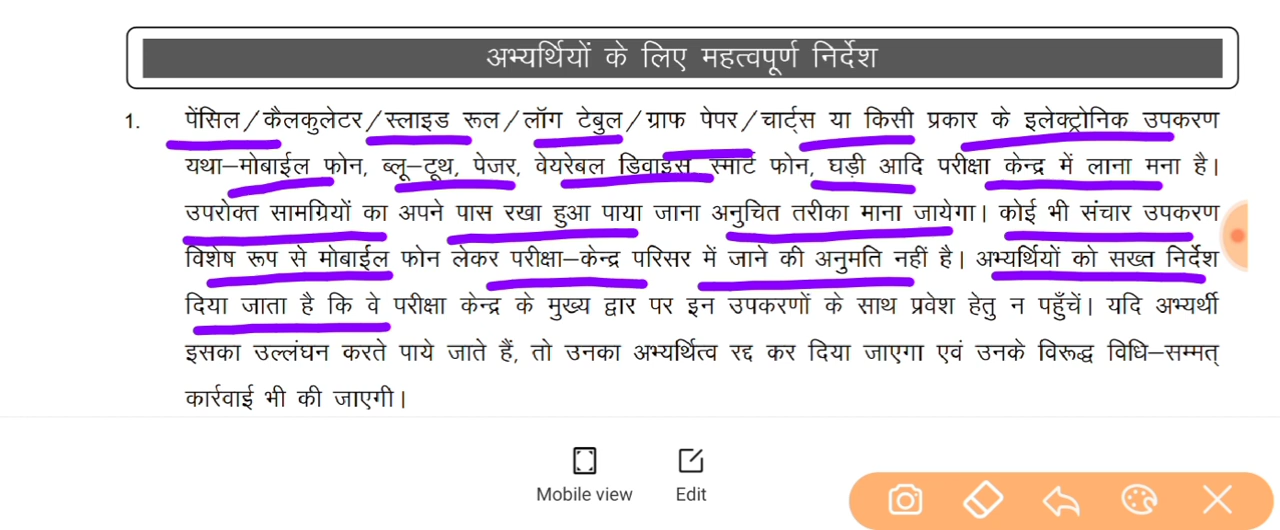 अभ्यर्थियों के लिए महत्वपूर्ण निर्देश
1. पेंसिल/कैलकुलेटर/स्लाइड रूल/लॉग टेबुल/ग्राफ पेपर/चार्ट्स या किसी प्रकार के इलेक्ट्रोनिक उपकरण
यथा—मोबाईल फोन, ब्लू—टूथ, पेजर, वेयरेबल डिवाइस, स्मार्ट फोन, घड़ी आदि परीक्षा केन्द्र में लाना मना है।
उपरोक्त सामग्रियों का अपने पास रखा हुआ पाया जाना अनुचित तरीका माना जायेगा। कोई भी संचार उपकरण
विशेष रूप से मोबाईल फोन लेकर परीक्षा—केन्द्र परिसर में जाने की अनुमति नहीं है। अभ्यर्थियों को सख्त निर्देश
दिया जाता है कि वे परीक्षा केन्द्र के मुख्य द्वार पर इन उपकरणों के साथ प्रवेश हेतु न पहुँचें। यदि अभ्यर्थी
इसका उल्लंघन करते पाये जाते हैं, तो उनका अभ्यर्थित्व रद्द कर दिया जाएगा एवं उनके विरूद्ध विधि—सम्मत्
कार्रवाई भी की जाएगी।
Mobile view Edit